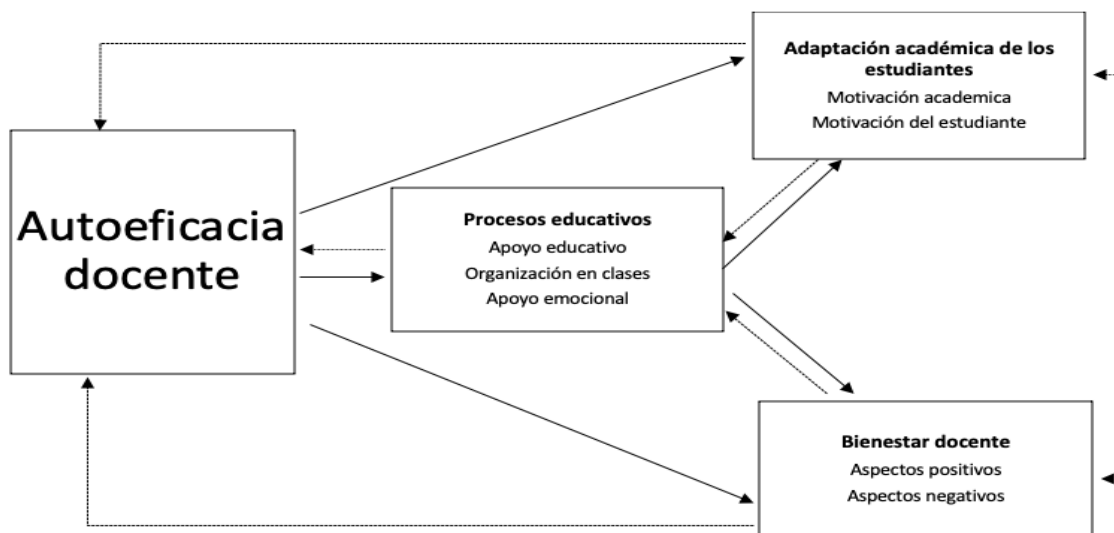 Adaptación académica de los
estudiantes
Motivación academica
Motivación del estudiante
Autoeficacia
docente
Procesos educativos
Apoyo educativo
Organización en clases
Apoyo emocional
Bienestar docente
Aspectos positivos
Aspectos negativos